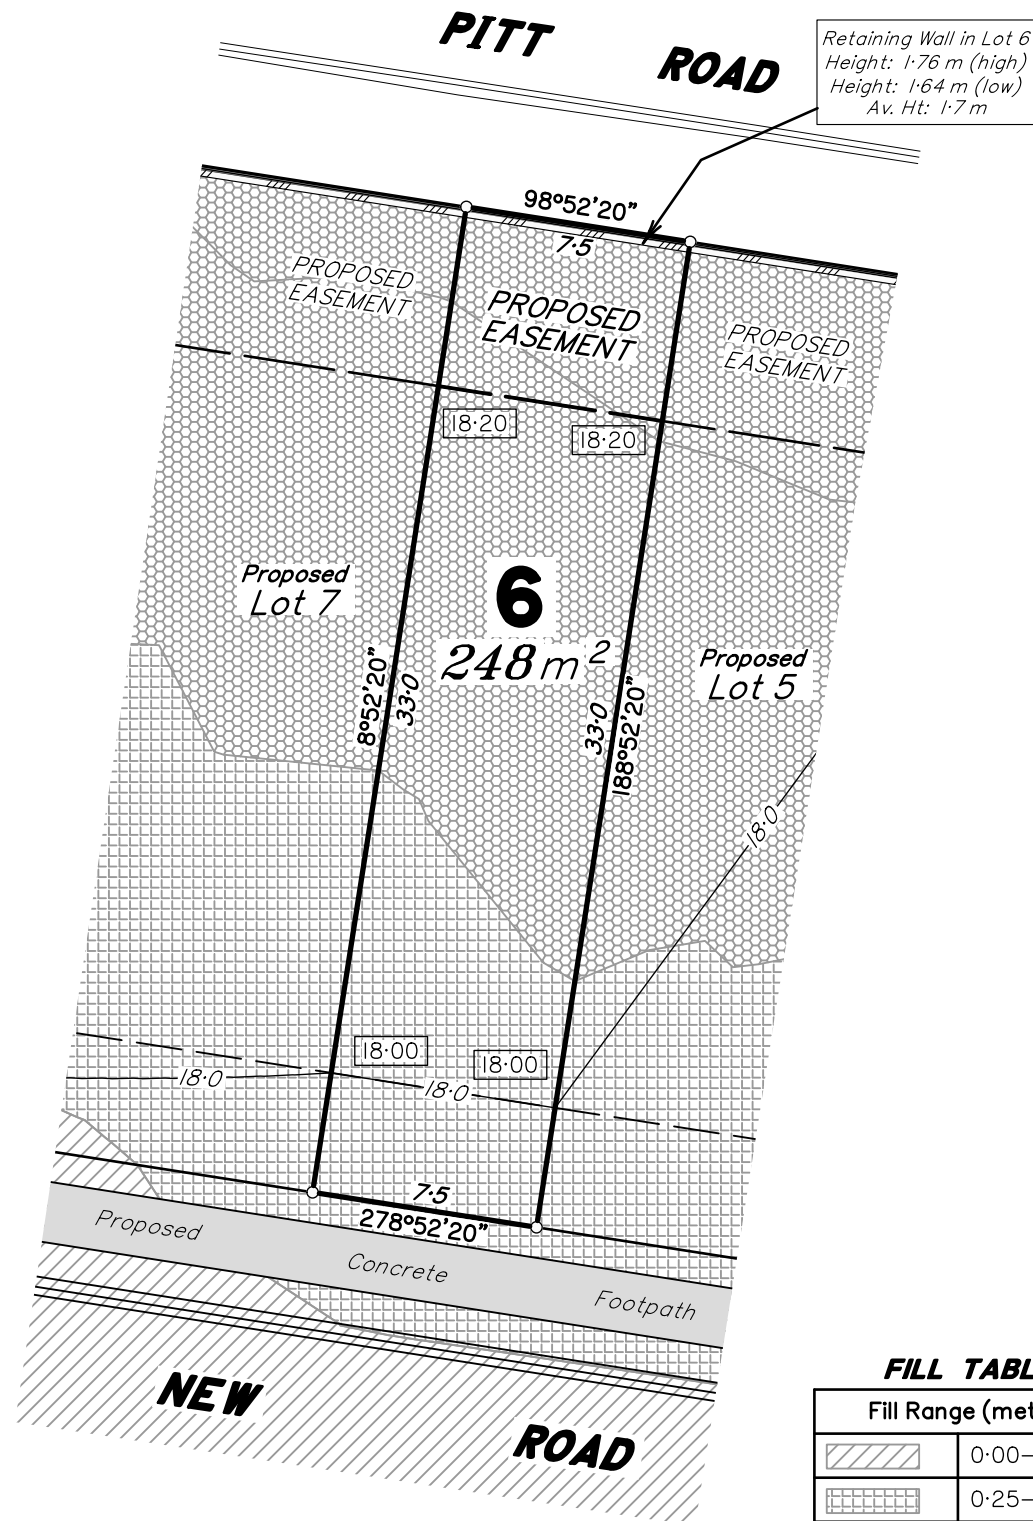 PITT ROAD
Retaining Wall in Lot 6
Height: 1·76 m (high)
Height: 1·64 m (low)
Av. Ht: 1·7 m
98°52'20"
7·5
PROPOSED
EASEMENT
PROPOSED
EASEMENT
PROPOSED
EASEMENT
18·20
18·20
Proposed
Lot 7
6
248 m²
Proposed
Lot 5
8°52'20"
33·0
33·0
188°52'20"
18·0
18·00
18·00
18·0
18·0
7·5
278°52'20"
Proposed Concrete Footpath
NEW ROAD
FILL TABL
Fill Range (met
0·00–
0·25–